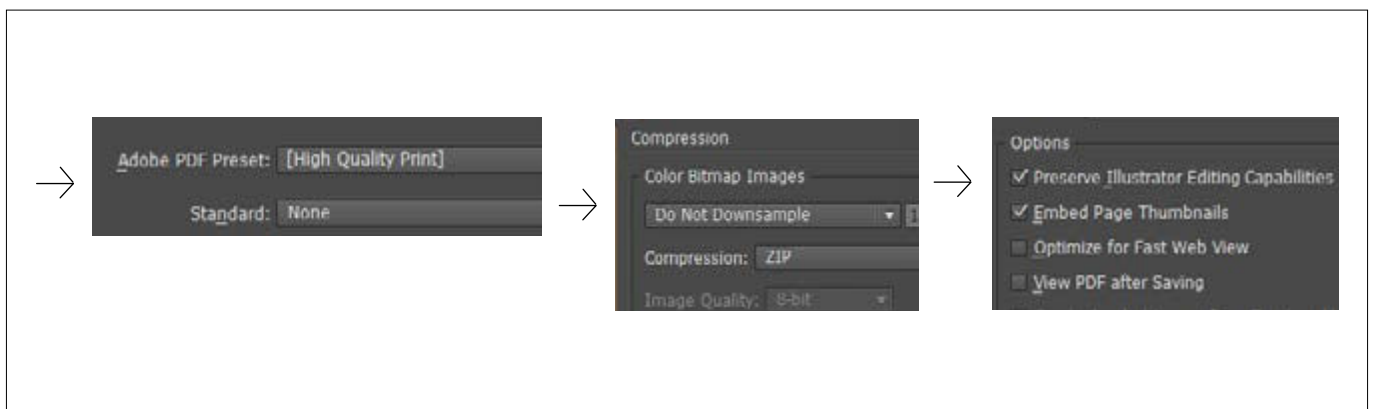 Adobe PDF Preset: [High Quality Print]
Standard: None
Compression
Color Bitmap Images
Do Not Downsample
Compression: ZIP
Image Quality: 8-bit
Options
Preserve Illustrator Editing Capabilities
Embed Page Thumbnails
Optimize for Fast Web View
View PDF after Saving